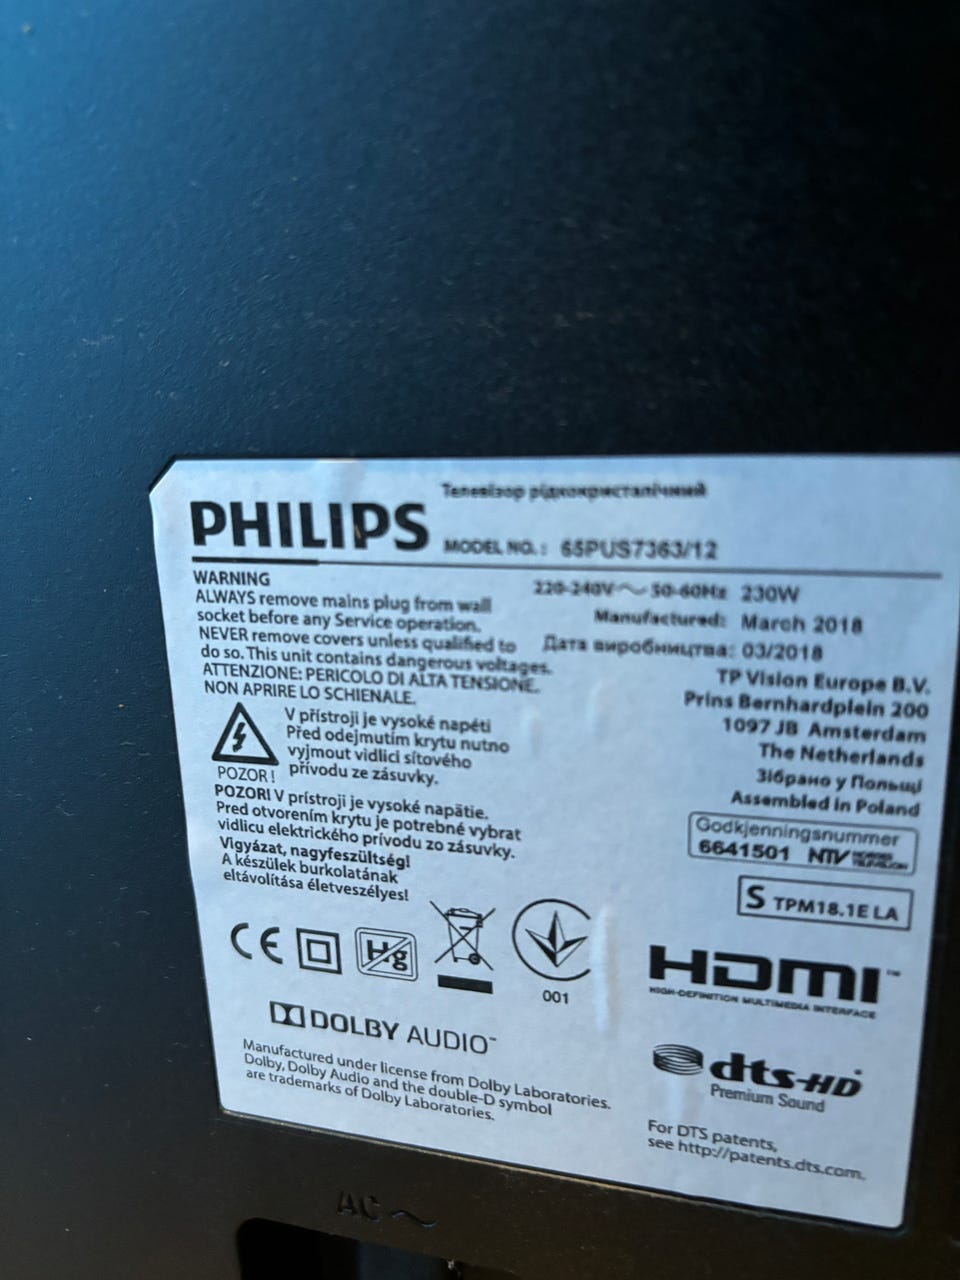 Телевізор рідкокристалічний
PHILIPS
MODEL NO.: 65PUS7363/12
WARNING
ALWAYS remove mains plug from wall
socket before any Service operation.
NEVER remove covers unless qualified to
do so. This unit contains dangerous voltages.
ATTENZIONE: PERICOLO DI ALTA TENSIONE.
NON APRIRE LO SCHIENALE.
V přístroji je vysoké napětí
Před odejmutím krytu nutno
vyjmout vidlici síťového
přívodu ze zásuvky.
POZOR!
POZOR! V prístroji je vysoké napätie.
Pred otvorením krytu je potrebné vybrat
vidlicu elektrického prívodu zo zásuvky.
Vigyázat, nagyfeszültség!
A készülek burkolatának
eltávolítása életveszélyes!
220-240V ~ 50-60Hz 230W
Manufactured: March 2018
Дата виробництва: 03/2018
TP Vision Europe B.V.
Prins Bernhardplein 200
1097 JB Amsterdam
The Netherlands
Зібрано у Польщі
Assembled in Poland
Godkjenningsnummer
6641501 NTV NORGES TELEVISJON
S TPM18.1E LA
CE
Hg
001
HDMI™
HIGH-DEFINITION MULTIMEDIA INTERFACE
DOLBY AUDIO™
Manufactured under license from Dolby Laboratories.
Dolby, Dolby Audio and the double-D symbol
are trademarks of Dolby Laboratories.
dts-HD
Premium Sound
For DTS patents,
see http://patents.dts.com.
AC ~